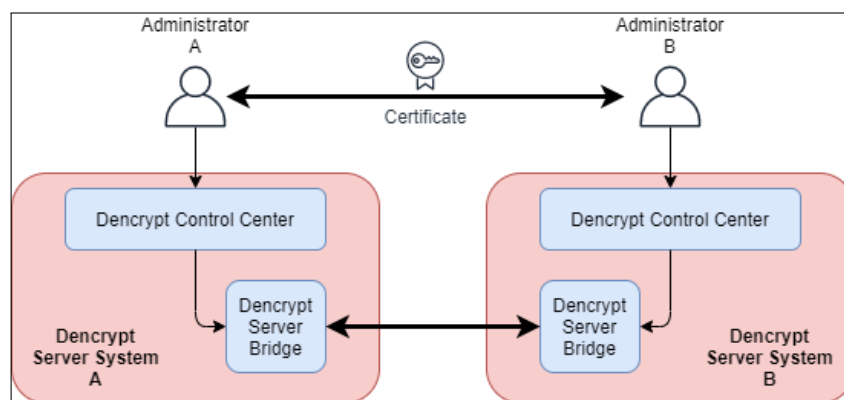 Administrator
A
Administrator
B
Certificate
Dencrypt Control Center
Dencrypt Control Center
Dencrypt
Server
Bridge
Dencrypt
Server
Bridge
Dencrypt
Server System
A
Dencrypt
Server System
B